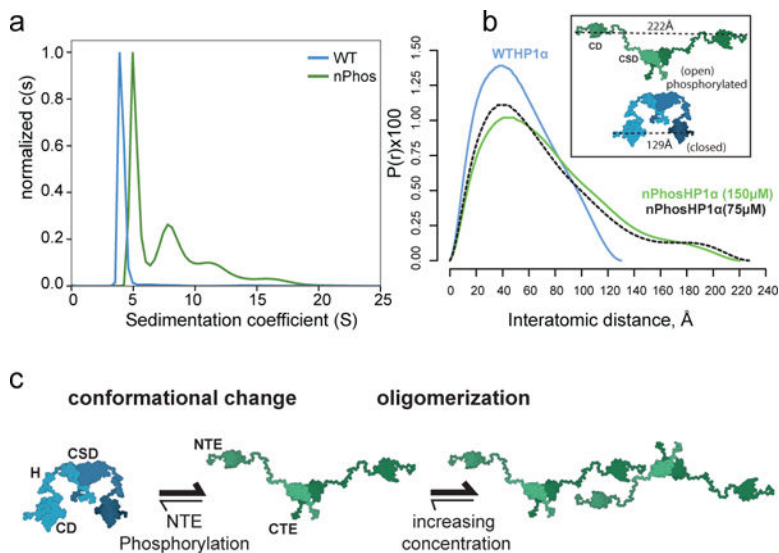 a
normalized c(s)
1.0
0.8
0.6
0.4
0.2
0.0
WT
nPhos
0
5
10
15
20
25
Sedimentation coefficient (S)
b
P(r)x100
1.50
1.25
1.00
0.75
0.50
0.25
0.00
WTHP1α
222Å
CD
CSD
(open)
phosphorylated
129Å
(closed)
nPhosHP1α (150μM)
nPhosHP1α(75μM)
0 20 40 60 80 100 120 140 160 180 200 220 240
Interatomic distance, Å
c
conformational change
oligomerization
CSD
H
CD
NTE
Phosphorylation
NTE
CTE
increasing
concentration